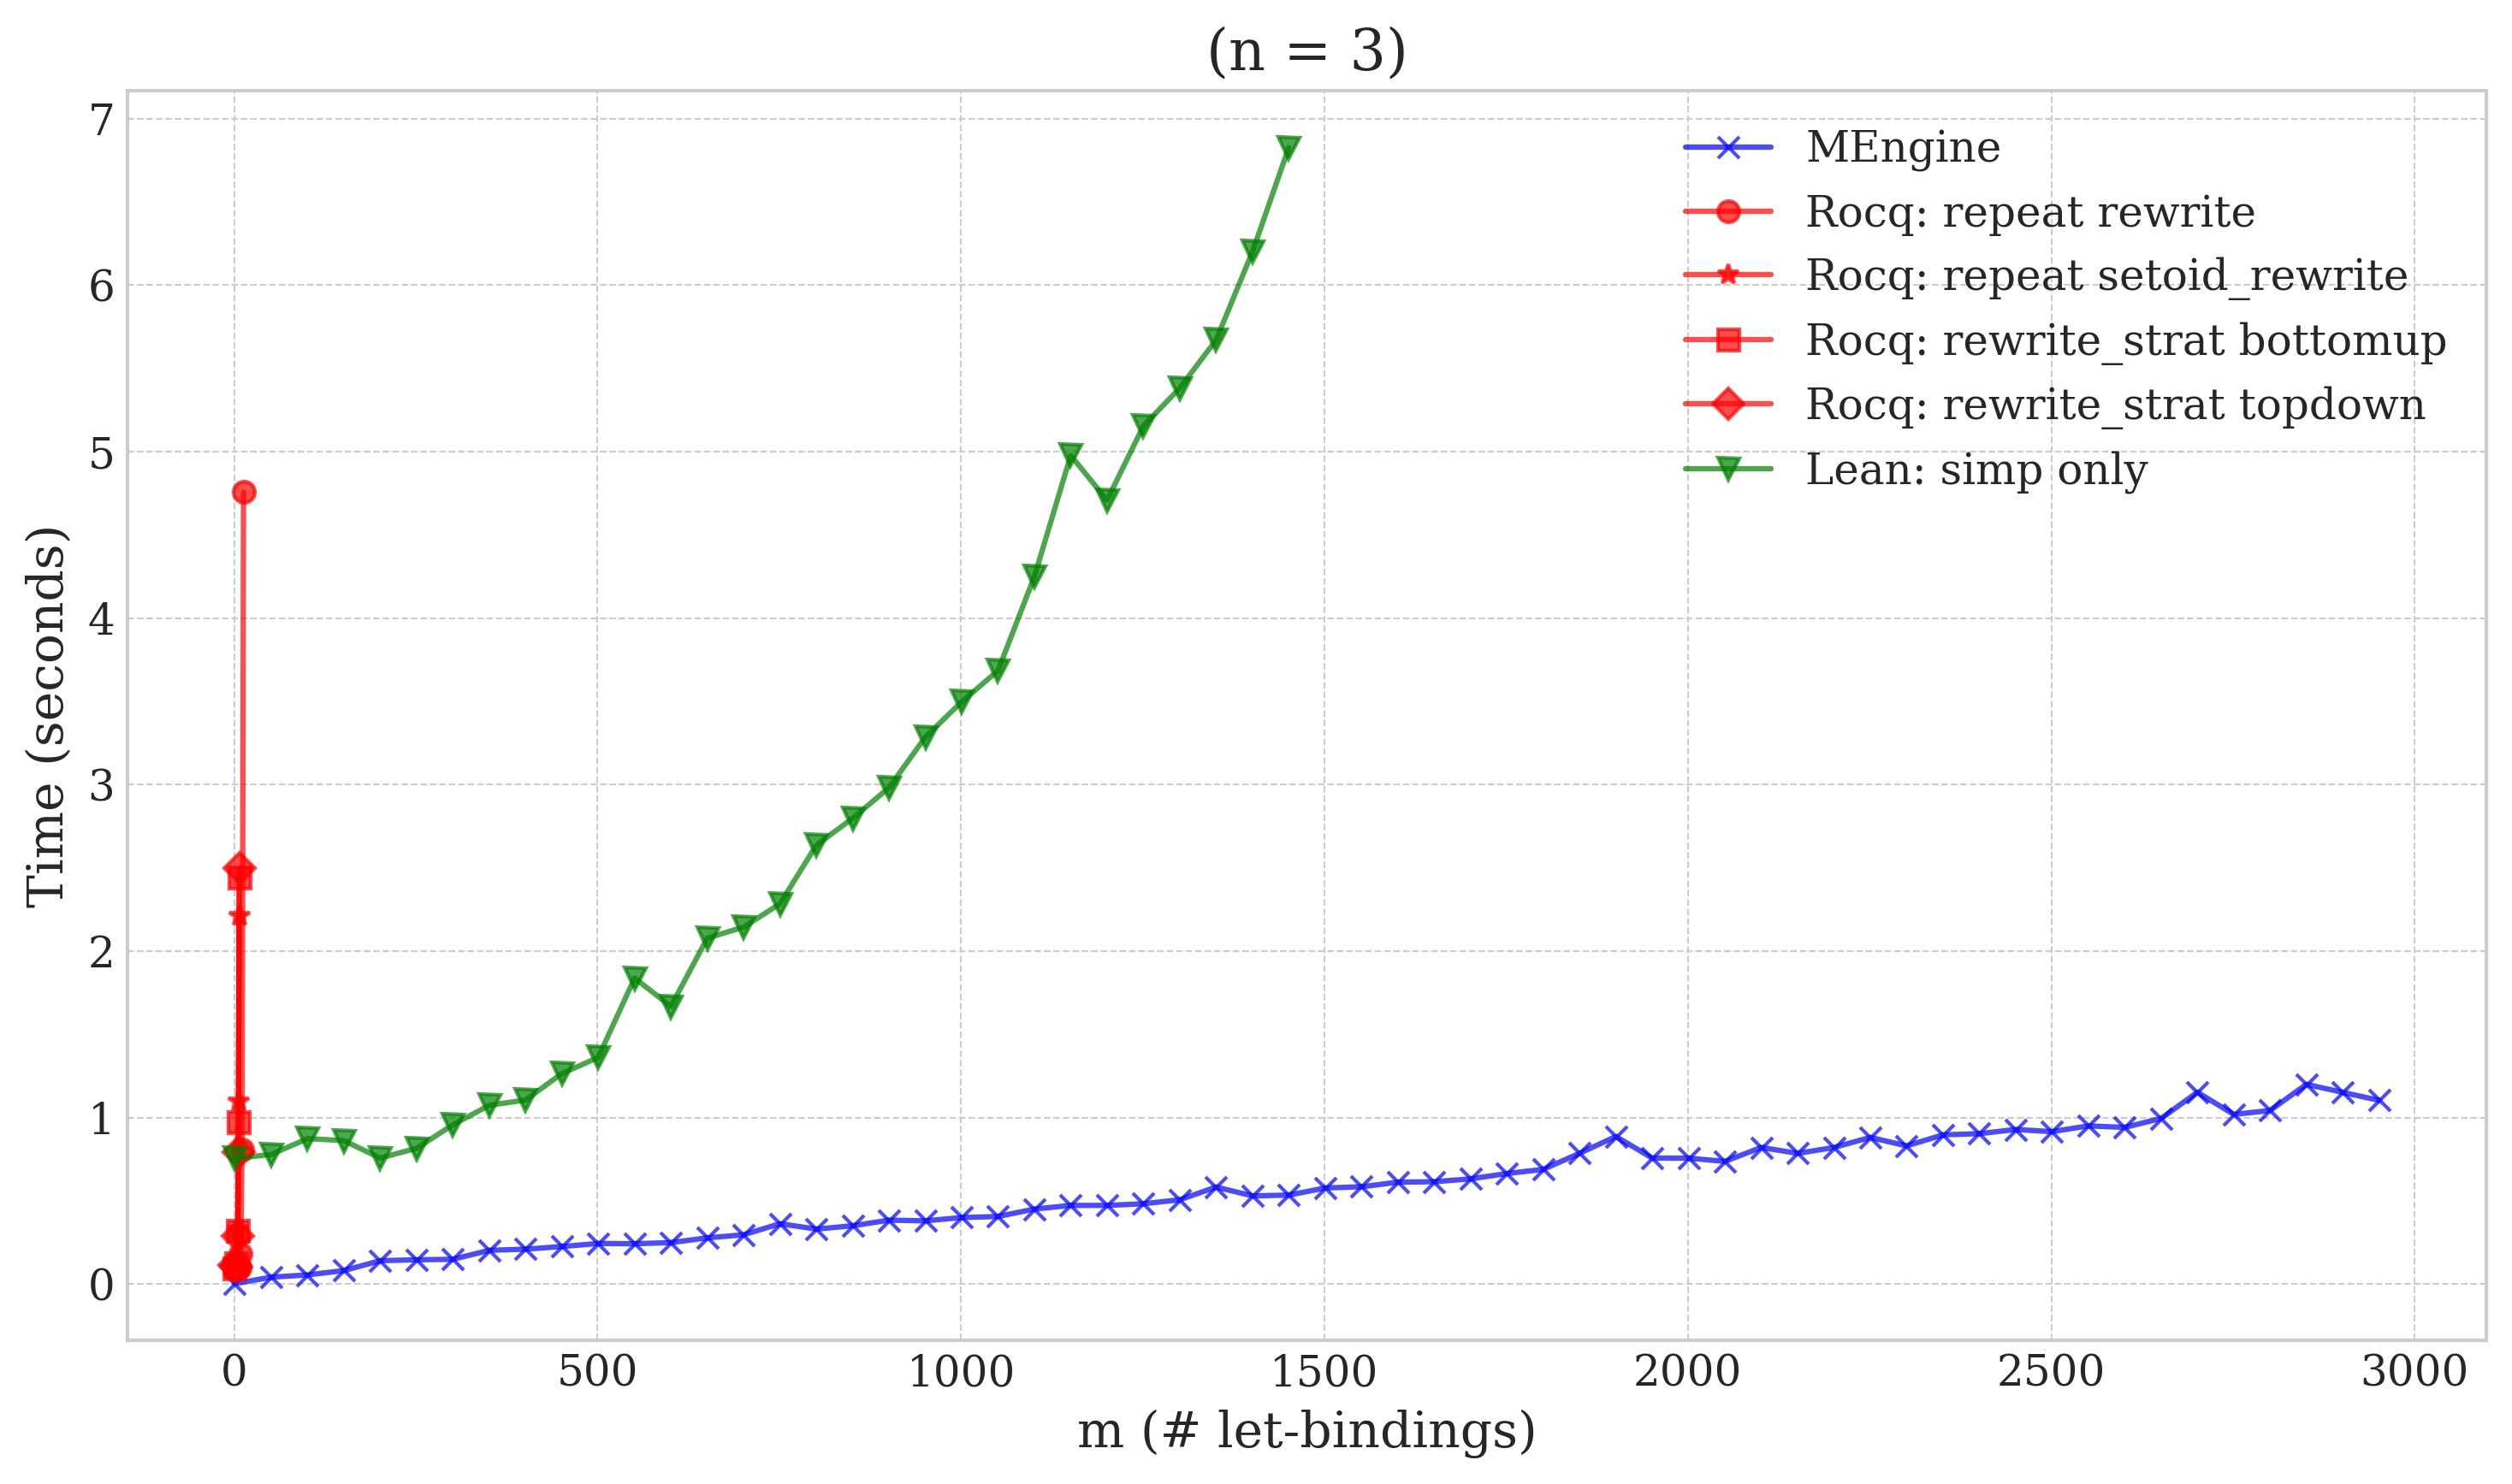 (n = 3)
Time (seconds)
7
6
5
4
3
2
1
0
MEngine
Rocq: repeat rewrite
Rocq: repeat setoid_rewrite
Rocq: rewrite_strat bottomup
Rocq: rewrite_strat topdown
Lean: simp only
0 500 1000 1500 2000 2500 3000
m (# let-bindings)